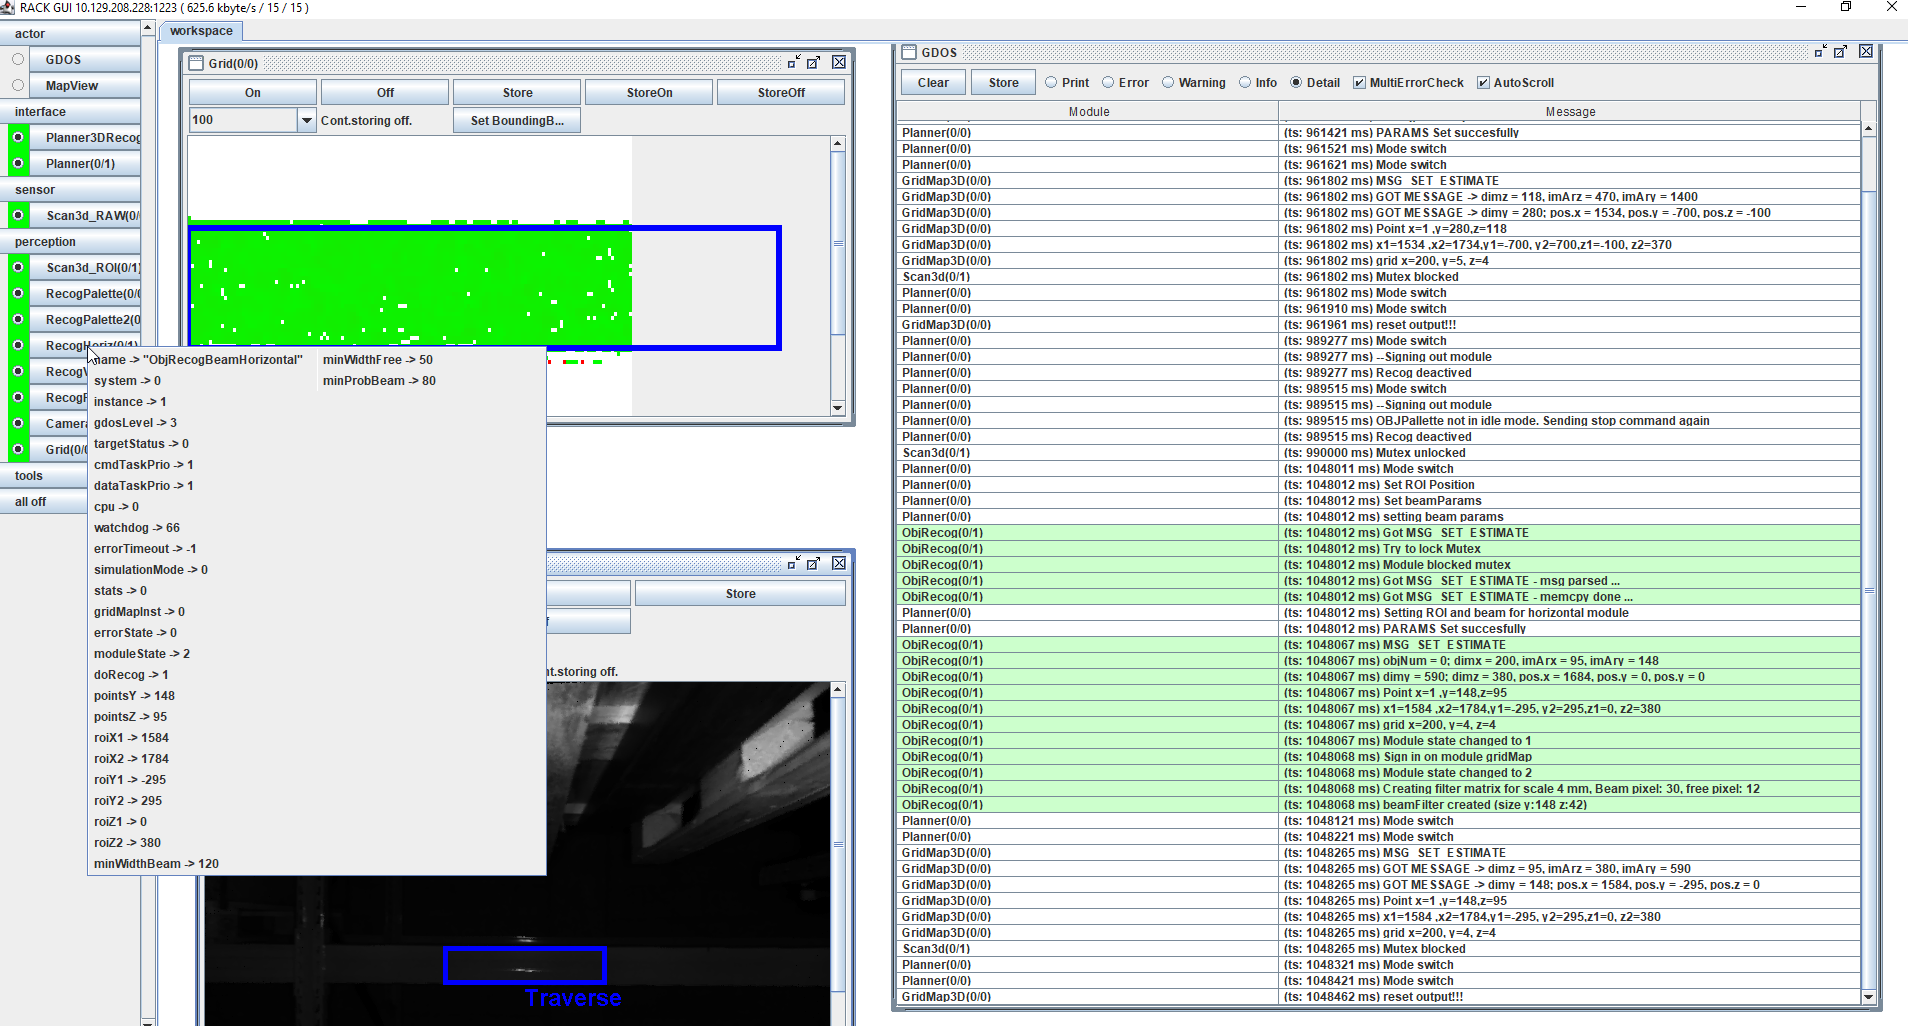 RACK GUI 10.129.208.228:1223 ( 625.6 kbyte/s / 15 / 15 )
actor
GDOS
MapView
interface
Planner3DRecog
Planner(0/1)
sensor
Scan3d_RAW(0/
perception
Scan3d_ROI(0/1)
RecogPalette(0/0
RecogPalette2(0
RecogHoriz(0/1)
RecogV
RecogF
Camera
Grid(0/0
tools
all off
workspace
Grid(0/0)
On Off Store StoreOn StoreOff
100 Cont.storing off. Set BoundingB...
name -> "ObjRecogBeamHorizontal"
system -> 0
instance -> 1
gdosLevel -> 3
targetStatus -> 0
cmdTaskPrio -> 1
dataTaskPrio -> 1
cpu -> 0
watchdog -> 66
errorTimeout -> -1
simulationMode -> 0
stats -> 0
gridMapInst -> 0
errorState -> 0
moduleState -> 2
doRecog -> 1
pointsY -> 148
pointsZ -> 95
roiX1 -> 1584
roiX2 -> 1784
roiY1 -> -295
roiY2 -> 295
roiZ1 -> 0
roiZ2 -> 380
minWidthBeam -> 120
minWidthFree -> 50
minProbBeam -> 80
Store
f
nt.storing off.
Traverse
GDOS
Clear Store Print Error Warning Info Detail MultiErrorCheck AutoScroll
Module Message
Planner(0/0) (ts: 961421 ms) PARAMS Set succesfully
Planner(0/0) (ts: 961521 ms) Mode switch
Planner(0/0) (ts: 961621 ms) Mode switch
GridMap3D(0/0) (ts: 961802 ms) MSG_SET_ESTIMATE
GridMap3D(0/0) (ts: 961802 ms) GOT MESSAGE -> dimz = 118, imArz = 470, imAry = 1400
GridMap3D(0/0) (ts: 961802 ms) GOT MESSAGE -> dimy = 280; pos.x = 1534, pos.y = -700, pos.z = -100
GridMap3D(0/0) (ts: 961802 ms) Point x=1 ,y=280,z=118
GridMap3D(0/0) (ts: 961802 ms) x1=1534 ,x2=1734,y1=-700, y2=700,z1=-100, z2=370
GridMap3D(0/0) (ts: 961802 ms) grid x=200, y=5, z=4
Scan3d(0/1) (ts: 961802 ms) Mutex blocked
Planner(0/0) (ts: 961802 ms) Mode switch
Planner(0/0) (ts: 961910 ms) Mode switch
GridMap3D(0/0) (ts: 961961 ms) reset output!!!
Planner(0/0) (ts: 989277 ms) Mode switch
Planner(0/0) (ts: 989277 ms) --Signing out module
Planner(0/0) (ts: 989277 ms) Recog deactived
Planner(0/0) (ts: 989515 ms) Mode switch
Planner(0/0) (ts: 989515 ms) --Signing out module
Planner(0/0) (ts: 989515 ms) OBJPallette not in idle mode. Sending stop command again
Planner(0/0) (ts: 989515 ms) Recog deactived
Scan3d(0/1) (ts: 990000 ms) Mutex unlocked
Planner(0/0) (ts: 1048011 ms) Mode switch
Planner(0/0) (ts: 1048012 ms) Set ROI Position
Planner(0/0) (ts: 1048012 ms) Set beamParams
Planner(0/0) (ts: 1048012 ms) setting beam params
ObjRecog(0/1) (ts: 1048012 ms) Got MSG_SET_ESTIMATE
ObjRecog(0/1) (ts: 1048012 ms) Try to lock Mutex
ObjRecog(0/1) (ts: 1048012 ms) Module blocked mutex
ObjRecog(0/1) (ts: 1048012 ms) Got MSG_SET_ESTIMATE - msg parsed ...
ObjRecog(0/1) (ts: 1048012 ms) Got MSG_SET_ESTIMATE - memcpy done ...
Planner(0/0) (ts: 1048012 ms) Setting ROI and beam for horizontal module
Planner(0/0) (ts: 1048012 ms) PARAMS Set succesfully
ObjRecog(0/1) (ts: 1048067 ms) MSG_SET_ESTIMATE
ObjRecog(0/1) (ts: 1048067 ms) objNum = 0; dimx = 200, imArx = 95, imAry = 148
ObjRecog(0/1) (ts: 1048067 ms) dimy = 590; dimz = 380, pos.x = 1684, pos.y = 0, pos.y = 0
ObjRecog(0/1) (ts: 1048067 ms) Point x=1 ,y=148,z=95
ObjRecog(0/1) (ts: 1048067 ms) x1=1584 ,x2=1784,y1=-295, y2=295,z1=0, z2=380
ObjRecog(0/1) (ts: 1048067 ms) grid x=200, y=4, z=4
ObjRecog(0/1) (ts: 1048067 ms) Module state changed to 1
ObjRecog(0/1) (ts: 1048068 ms) Sign in on module gridMap
ObjRecog(0/1) (ts: 1048068 ms) Module state changed to 2
ObjRecog(0/1) (ts: 1048068 ms) Creating filter matrix for scale 4 mm, Beam pixel: 30, free pixel: 12
ObjRecog(0/1) (ts: 1048068 ms) beamFilter created (size y:148 z:42)
Planner(0/0) (ts: 1048121 ms) Mode switch
Planner(0/0) (ts: 1048221 ms) Mode switch
GridMap3D(0/0) (ts: 1048265 ms) MSG_SET_ESTIMATE
GridMap3D(0/0) (ts: 1048265 ms) GOT MESSAGE -> dimz = 95, imArz = 380, imAry = 590
GridMap3D(0/0) (ts: 1048265 ms) GOT MESSAGE -> dimy = 148; pos.x = 1584, pos.y = -295, pos.z = 0
GridMap3D(0/0) (ts: 1048265 ms) Point x=1 ,y=148,z=95
GridMap3D(0/0) (ts: 1048265 ms) x1=1584 ,x2=1784,y1=-295, y2=295,z1=0, z2=380
GridMap3D(0/0) (ts: 1048265 ms) grid x=200, y=4, z=4
Scan3d(0/1) (ts: 1048265 ms) Mutex blocked
Planner(0/0) (ts: 1048321 ms) Mode switch
Planner(0/0) (ts: 1048421 ms) Mode switch
GridMap3D(0/0) (ts: 1048462 ms) reset output!!!